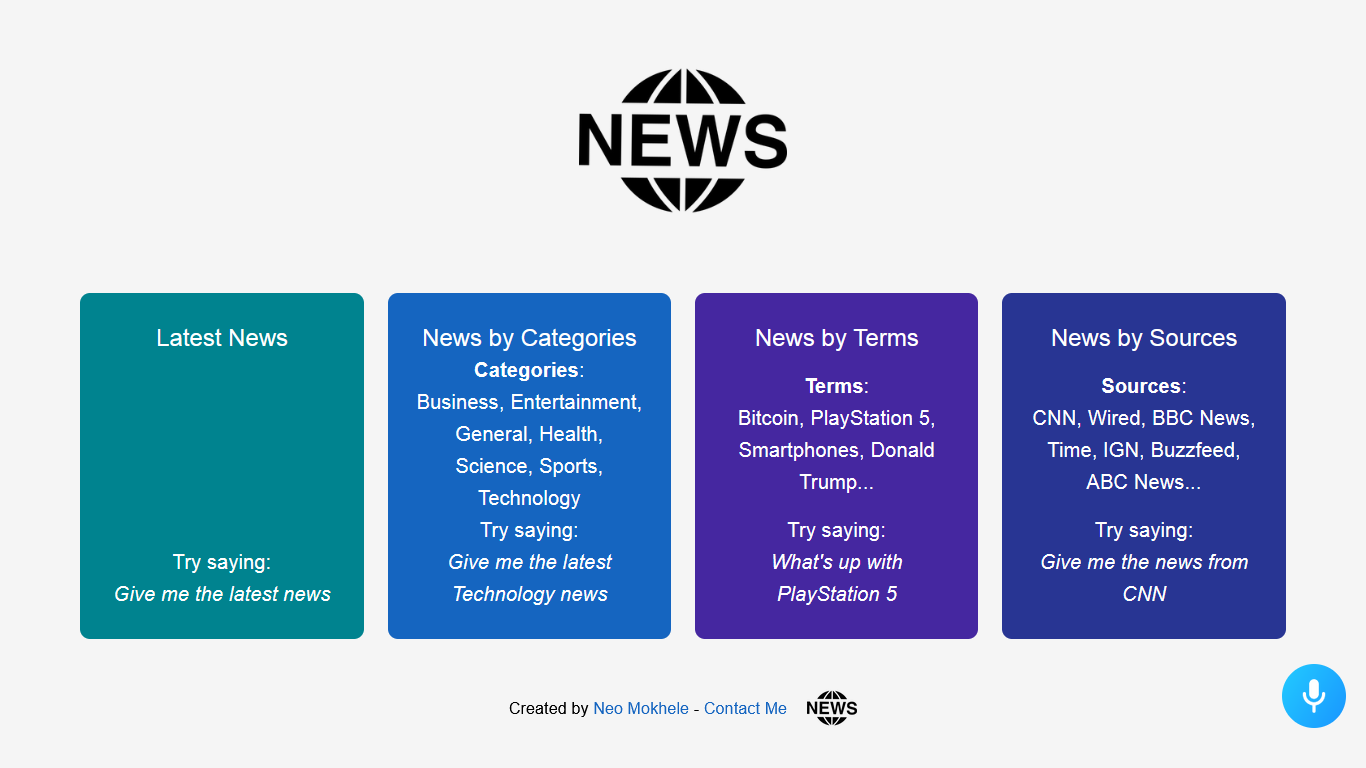 NEWS
Latest News
Try saying:
Give me the latest news
News by Categories
Categories:
Business, Entertainment,
General, Health,
Science, Sports,
Technology
Try saying:
Give me the latest
Technology news
News by Terms
Terms:
Bitcoin, PlayStation 5,
Smartphones, Donald
Trump...
Try saying:
What's up with
PlayStation 5
News by Sources
Sources:
CNN, Wired, BBC News,
Time, IGN, Buzzfeed,
ABC News...
Try saying:
Give me the news from
CNN
Created by Neo Mokhele - Contact Me NEWS